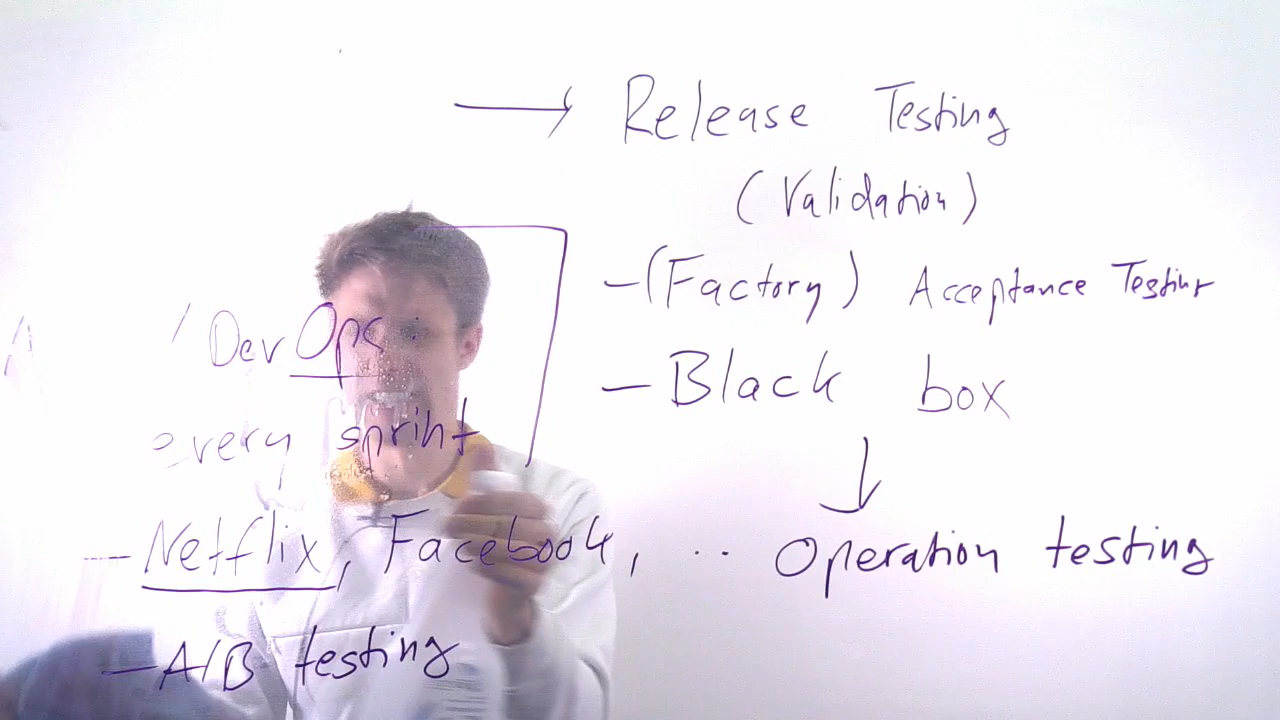 → Release Testing
(Validation)
- (Factory) Acceptance Testing
- Black box
↓
Operation testing
DevOps:
every sprint
- Netflix, Facebook, ..
- A/B testing